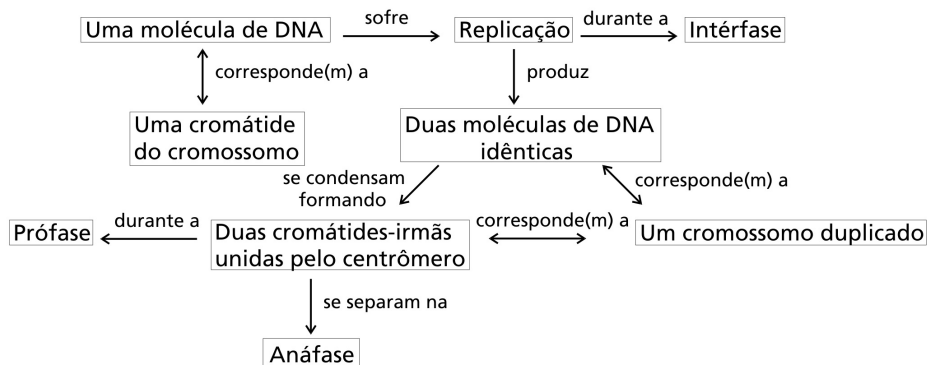 Uma molécula de DNA
sofre
Replicação
durante a
Intérfase
corresponde(m) a
produz
Uma cromátide
do cromossomo
Duas moléculas de DNA
idênticas
se condensam
formando
corresponde(m) a
Prófase
durante a
Duas cromátides-irmãs
unidas pelo centrômero
corresponde(m) a
Um cromossomo duplicado
se separam na
Anáfase